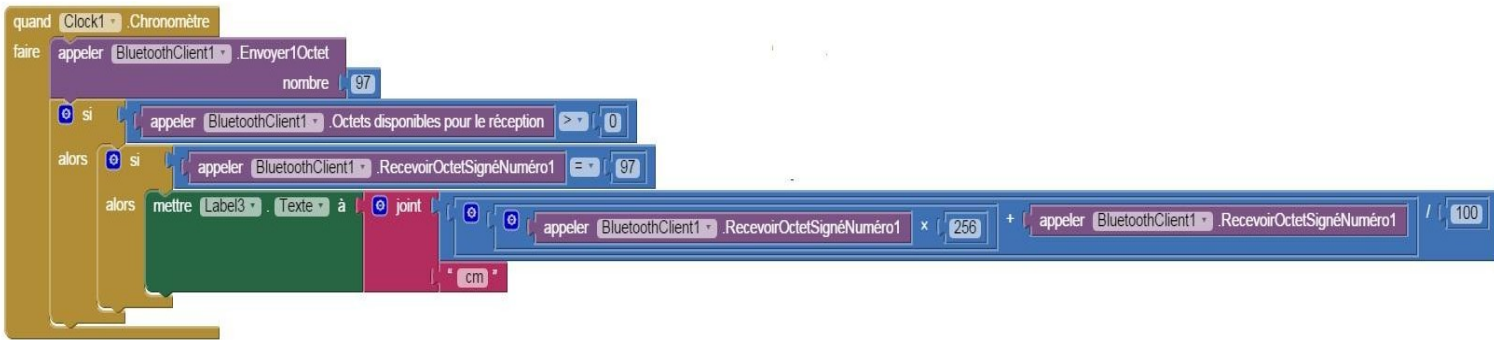 quand Clock1 .Chronomètre
faire appeler BluetoothClient1 .Envoyer1Octet
nombre 97
si appeler BluetoothClient1 .Octets disponibles pour le réception > 0
alors si appeler BluetoothClient1 .RecevoirOctetSignéNuméro1 = 97
alors mettre Label3 . Texte à joint appeler BluetoothClient1 .RecevoirOctetSignéNuméro1 × 256 + appeler BluetoothClient1 .RecevoirOctetSignéNuméro1 / 100
" cm "